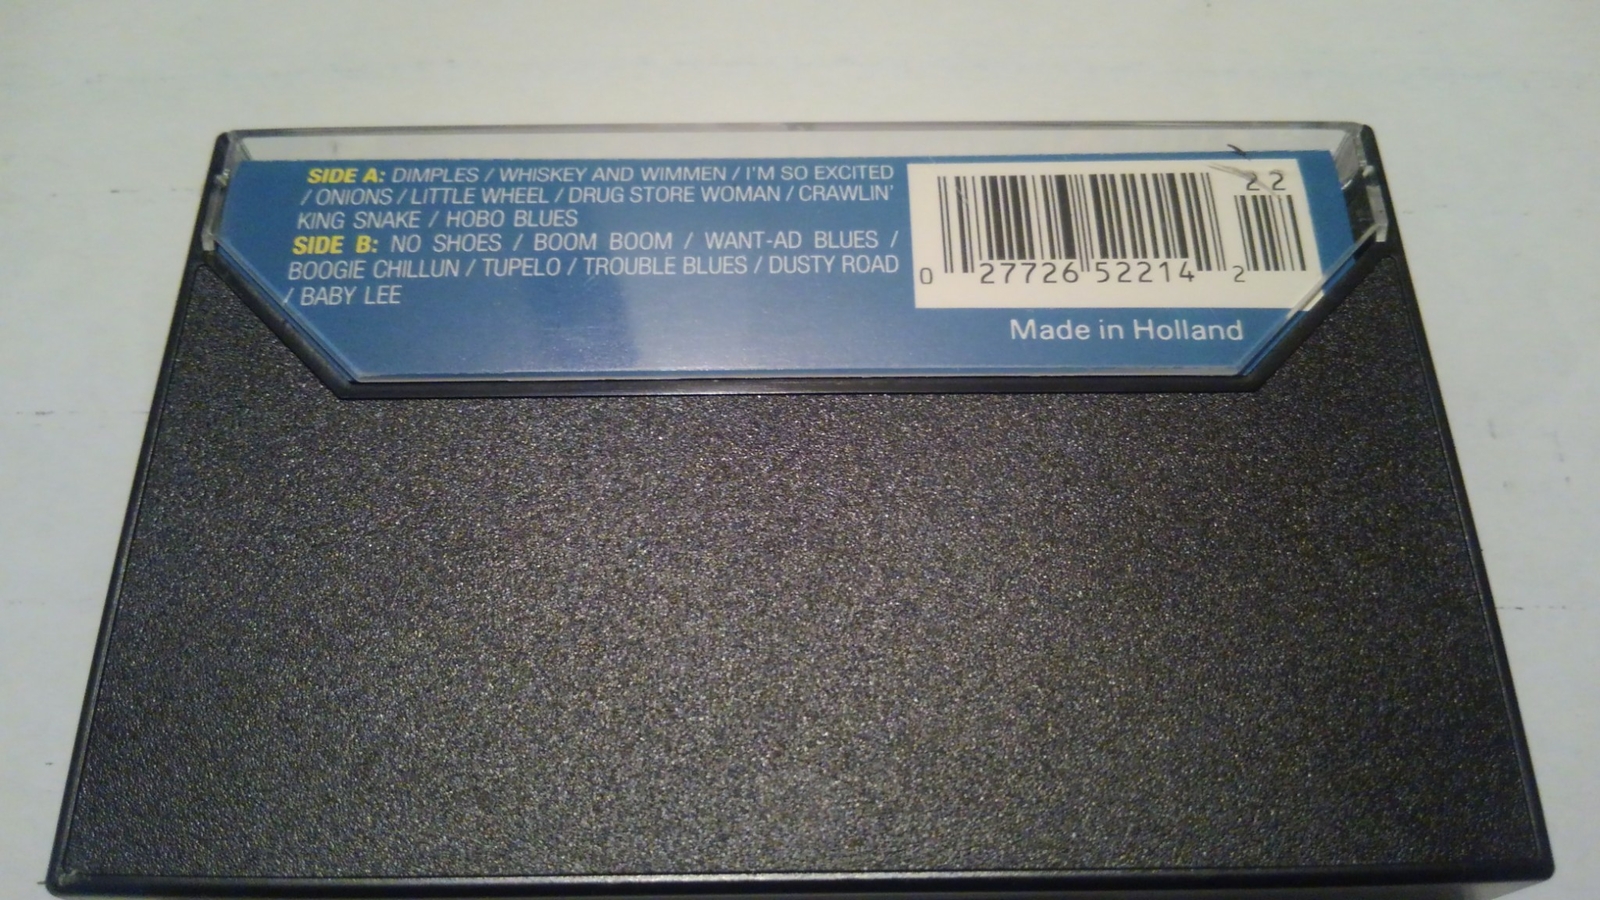 SIDE A: DIMPLES / WHISKEY AND WIMMEN / I'M SO EXCITED
/ ONIONS / LITTLE WHEEL / DRUG STORE WOMAN / CRAWLIN'
KING SNAKE / HOBO BLUES
SIDE B: NO SHOES / BOOM BOOM / WANT-AD BLUES /
BOOGIE CHILLUN / TUPELO / TROUBLE BLUES / DUSTY ROAD
/ BABY LEE
22
0 27726 52214 2
Made in Holland